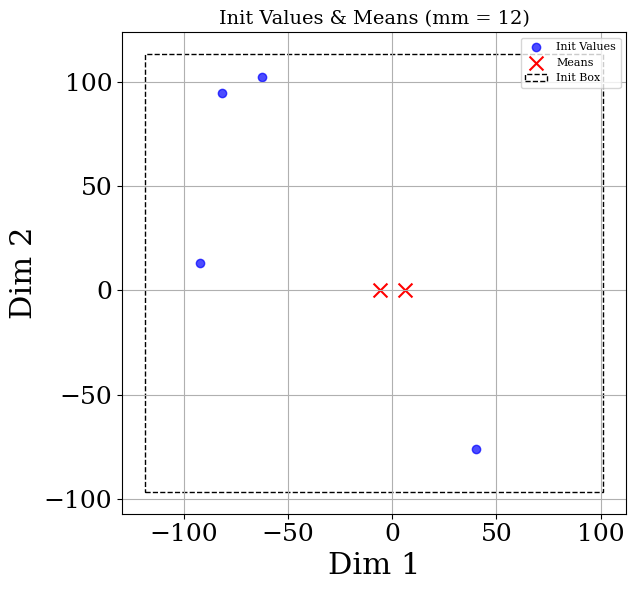 Init Values & Means (mm = 12)
Init Values
Means
Init Box
Dim 2
100
50
0
−50
−100
−100
−50
0
50
100
Dim 1